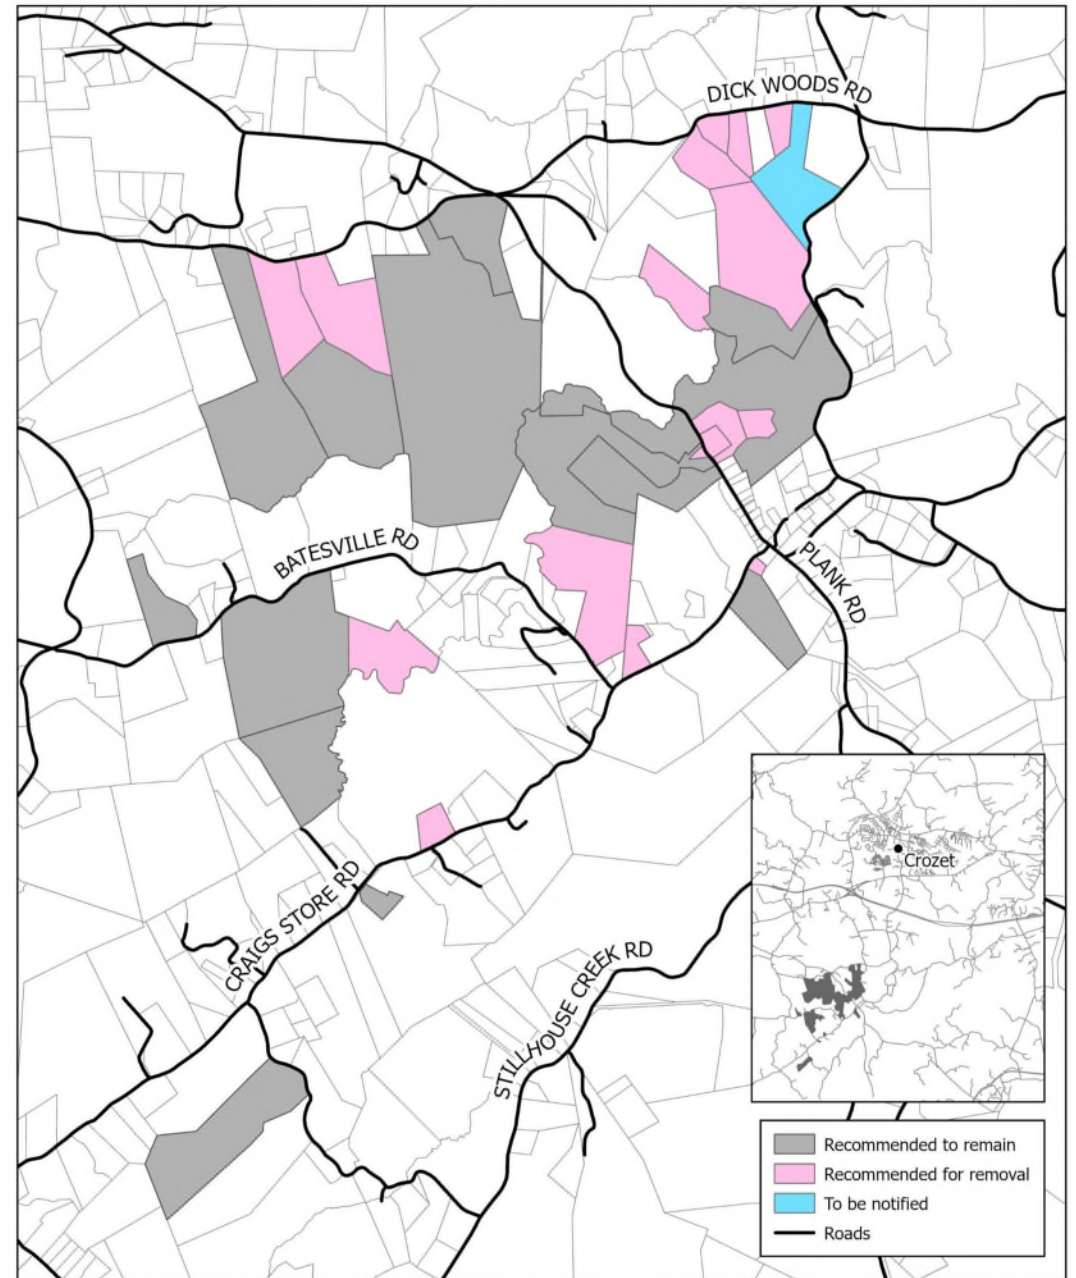 DICK WOODS RD
BATESVILLE RD
PLANK RD
CRAIGS STORE RD
STILLHOUSE CREEK RD
Crozet
Recommended to remain
Recommended for removal
To be notified
Roads